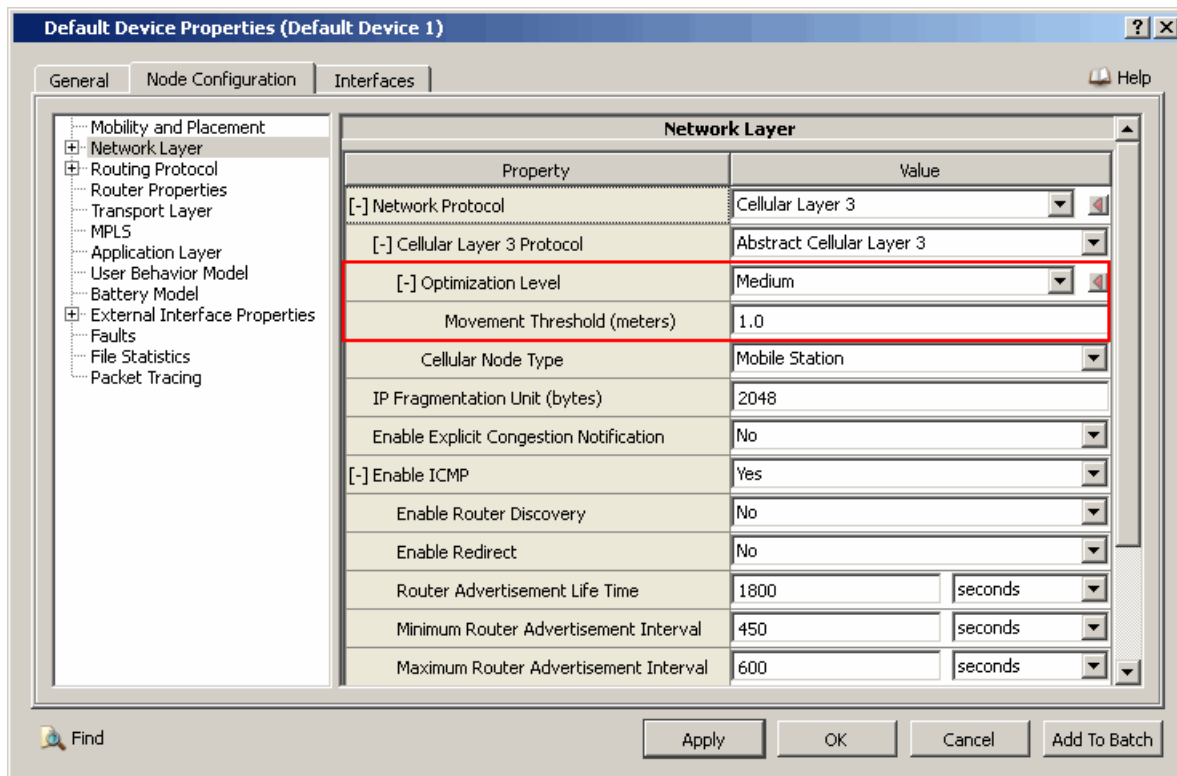 Default Device Properties (Default Device 1)
General Node Configuration Interfaces Help
Mobility and Placement
Network Layer
Routing Protocol
Router Properties
Transport Layer
MPLS
Application Layer
User Behavior Model
Battery Model
External Interface Properties
Faults
File Statistics
Packet Tracing
Network Layer
Property Value
[-] Network Protocol Cellular Layer 3
[-] Cellular Layer 3 Protocol Abstract Cellular Layer 3
[-] Optimization Level Medium
Movement Threshold (meters) 1.0
Cellular Node Type Mobile Station
IP Fragmentation Unit (bytes) 2048
Enable Explicit Congestion Notification No
[-] Enable ICMP Yes
Enable Router Discovery No
Enable Redirect No
Router Advertisement Life Time 1800 seconds
Minimum Router Advertisement Interval 450 seconds
Maximum Router Advertisement Interval 600 seconds
Find Apply OK Cancel Add To Batch